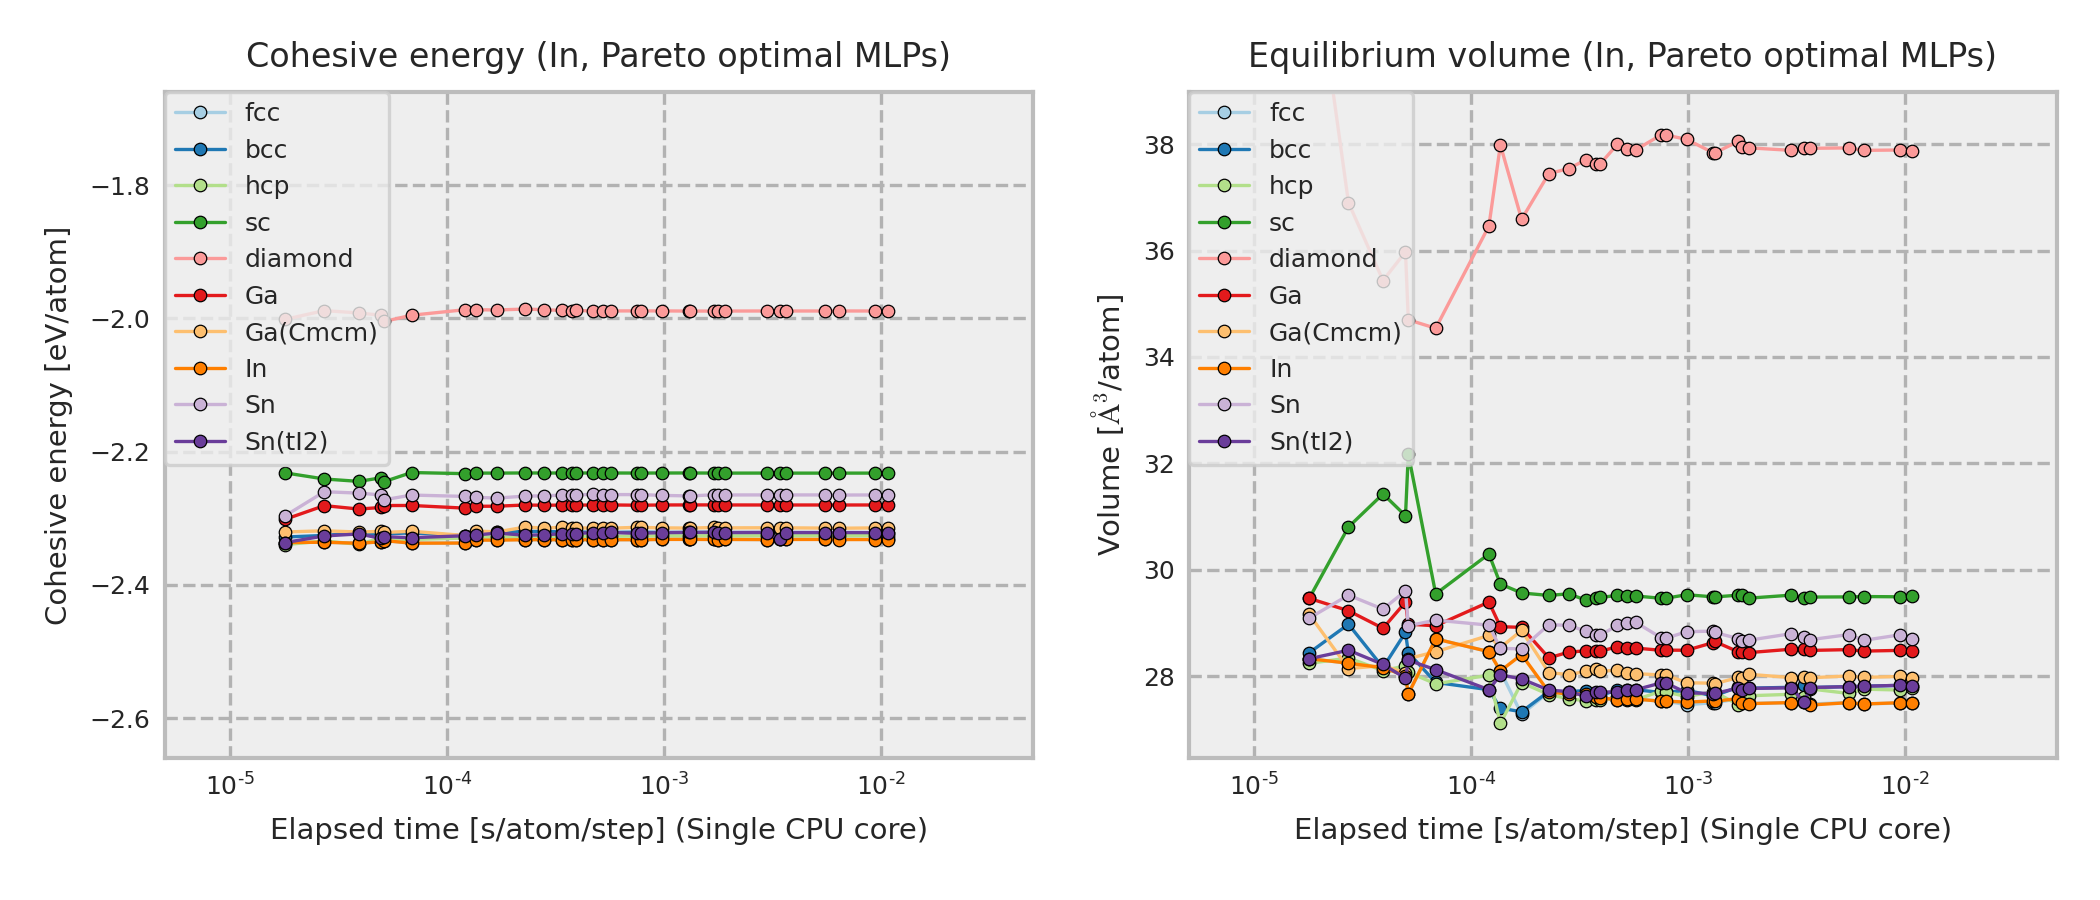 Cohesive energy (In, Pareto optimal MLPs)
fcc
bcc
hcp
sc
diamond
Ga
Ga(Cmcm)
In
Sn
Sn(tI2)
−1.8
−2.0
−2.2
−2.4
−2.6
Cohesive energy [eV/atom]
10⁻⁵
10⁻⁴
10⁻³
10⁻²
Elapsed time [s/atom/step] (Single CPU core)
Equilibrium volume (In, Pareto optimal MLPs)
fcc
bcc
hcp
sc
diamond
Ga
Ga(Cmcm)
In
Sn
Sn(tI2)
38
36
34
32
30
28
Volume [Å³/atom]
10⁻⁵
10⁻⁴
10⁻³
10⁻²
Elapsed time [s/atom/step] (Single CPU core)